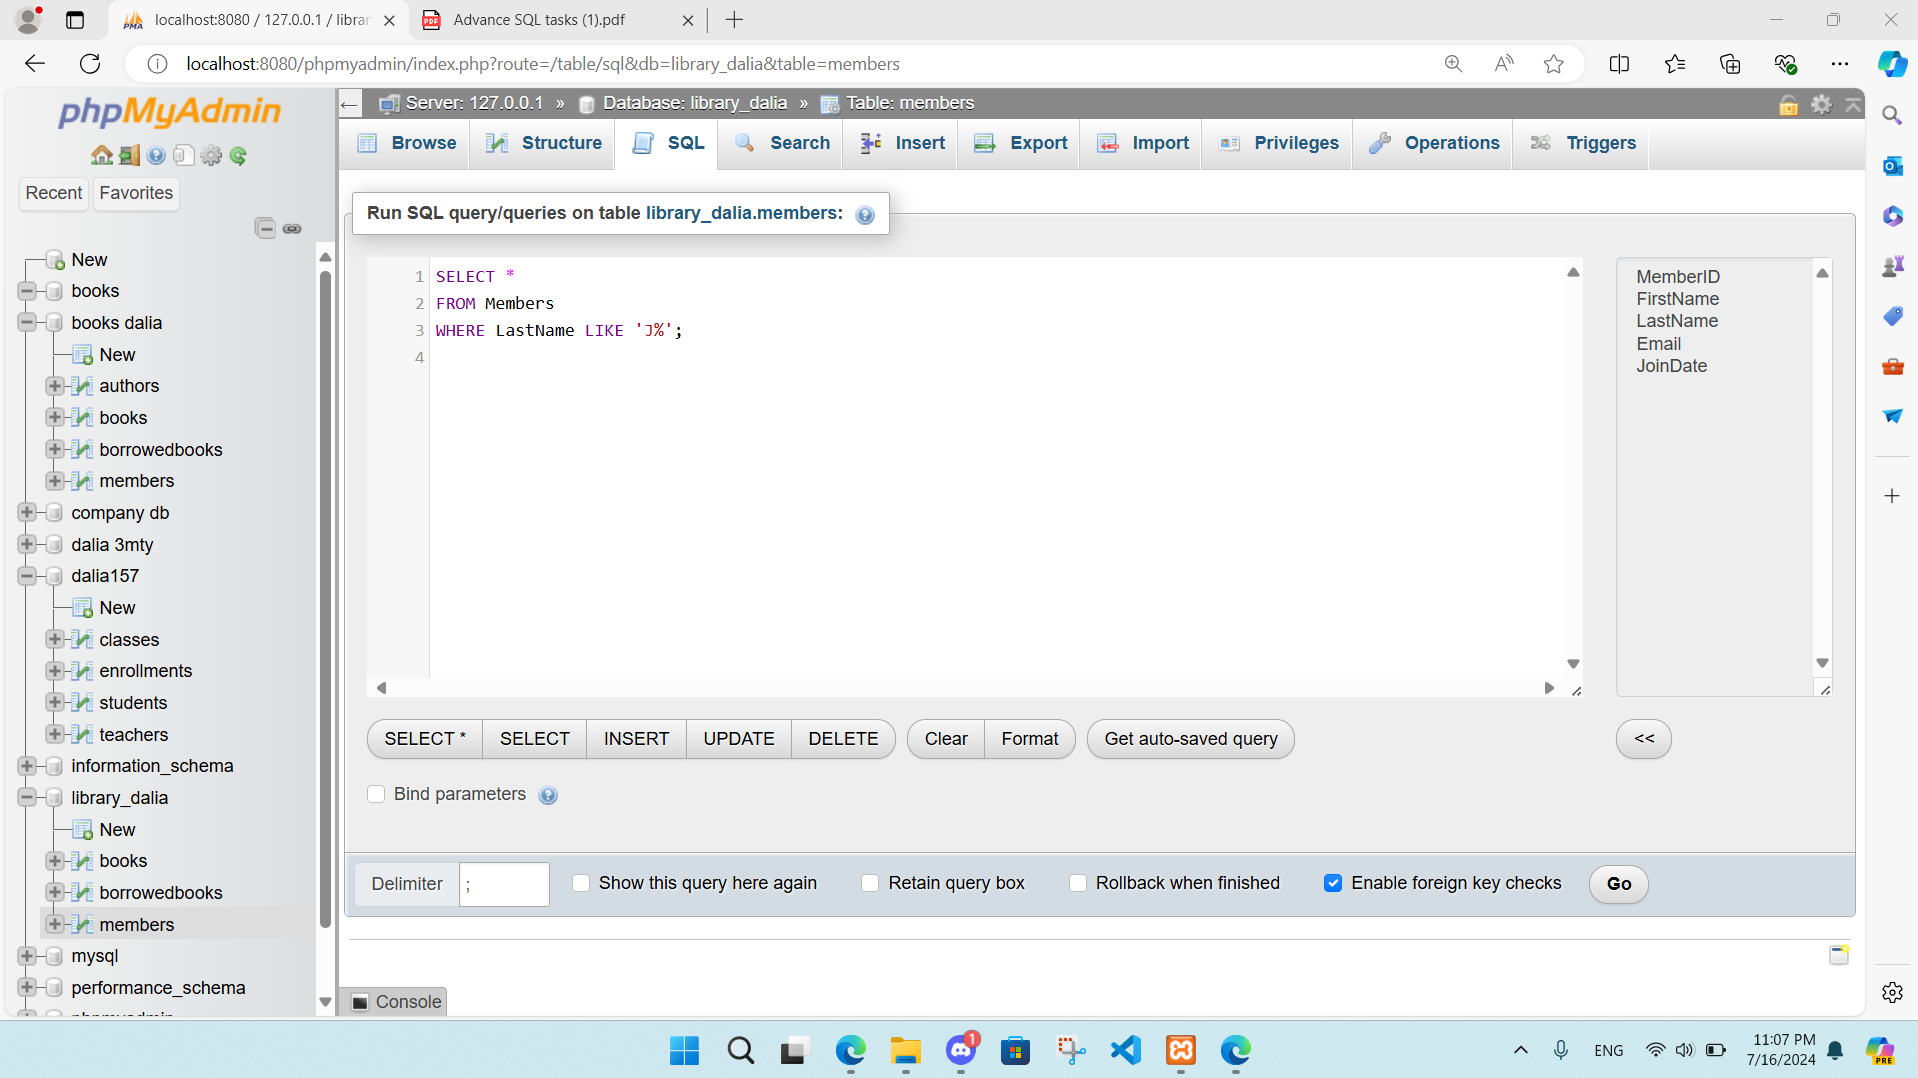 localhost:8080 / 127.0.0.1 / librar
Advance SQL tasks (1).pdf
localhost:8080/phpmyadmin/index.php?route=/table/sql&db=library_dalia&table=members
phpMyAdmin
Recent
Favorites
New
books
books dalia
New
authors
books
borrowedbooks
members
company db
dalia 3mty
dalia157
New
classes
enrollments
students
teachers
information_schema
library_dalia
New
books
borrowedbooks
members
mysql
performance_schema
phpmyadmin
Server: 127.0.0.1 » Database: library_dalia » Table: members
Browse
Structure
SQL
Search
Insert
Export
Import
Privileges
Operations
Triggers
Run SQL query/queries on table library_dalia.members:
1 SELECT *
2 FROM Members
3 WHERE LastName LIKE 'J%';
4
MemberID
FirstName
LastName
Email
JoinDate
SELECT *
SELECT
INSERT
UPDATE
DELETE
Clear
Format
Get auto-saved query
<<
Bind parameters
Delimiter
;
Show this query here again
Retain query box
Rollback when finished
Enable foreign key checks
Go
Console
1
ENG
11:07 PM
7/16/2024
PRE